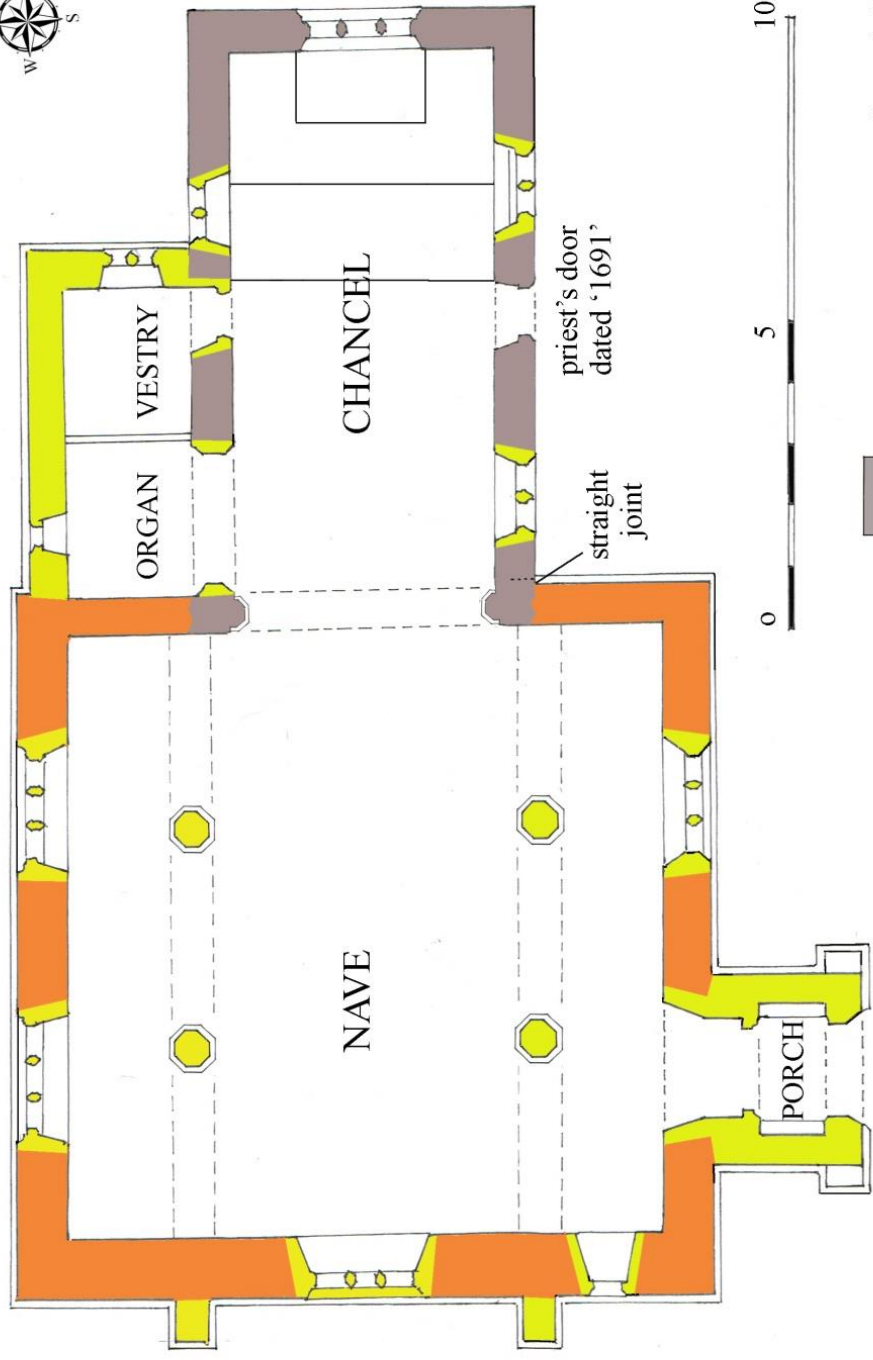 S
W
ORGAN
VESTRY
CHANCEL
NAVE
PORCH
straight
joint
priest's door
dated ‘1691’
0
5
10